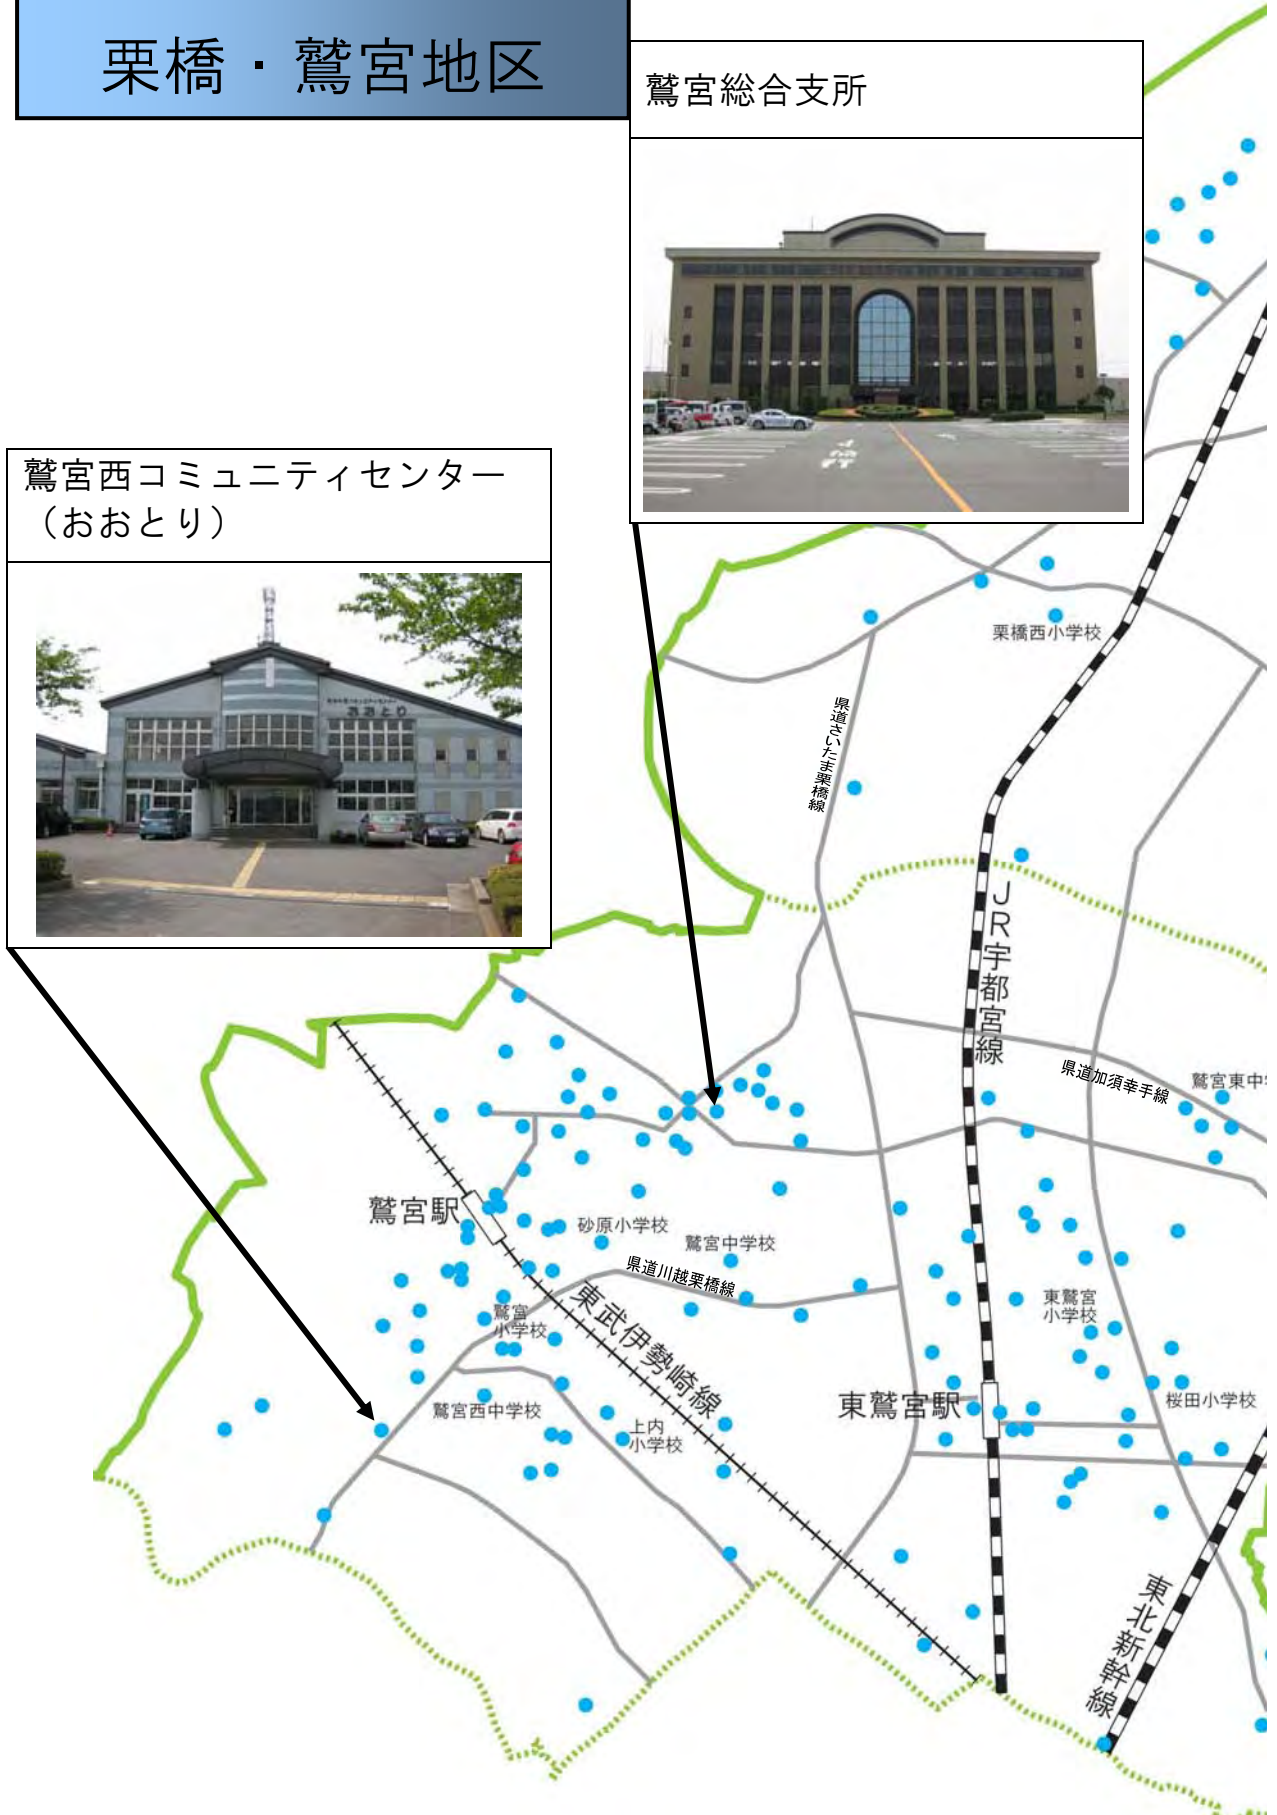 栗橋・鷲宮地区
鷲宮総合支所
鷲宮西コミュニティセンター
（おおとり）
おおとり
栗橋西小学校
県道さいたま栗橋線
JR宇都宮線
県道加須幸手線
鷲宮東中
鷲宮駅
砂原小学校
鷲宮中学校
県道川越栗橋線
鷲宮
小学校
東武伊勢崎線
東鷲宮
小学校
鷲宮西中学校
上内
小学校
東鷲宮駅
桜田小学校
東北新幹線